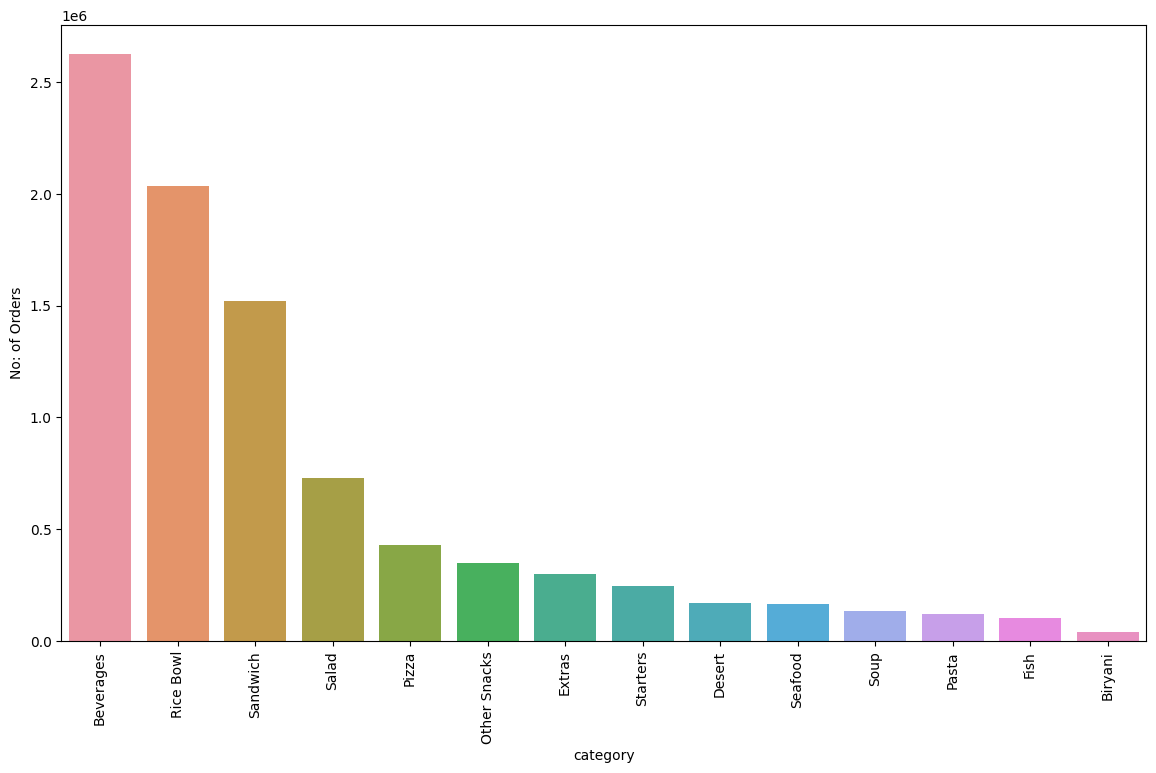 1e6
2.5
2.0
1.5
1.0
0.5
0.0
No: of Orders
Beverages
Rice Bowl
Sandwich
Salad
Pizza
Other Snacks
Extras
Starters
Desert
Seafood
Soup
Pasta
Fish
Biryani
category